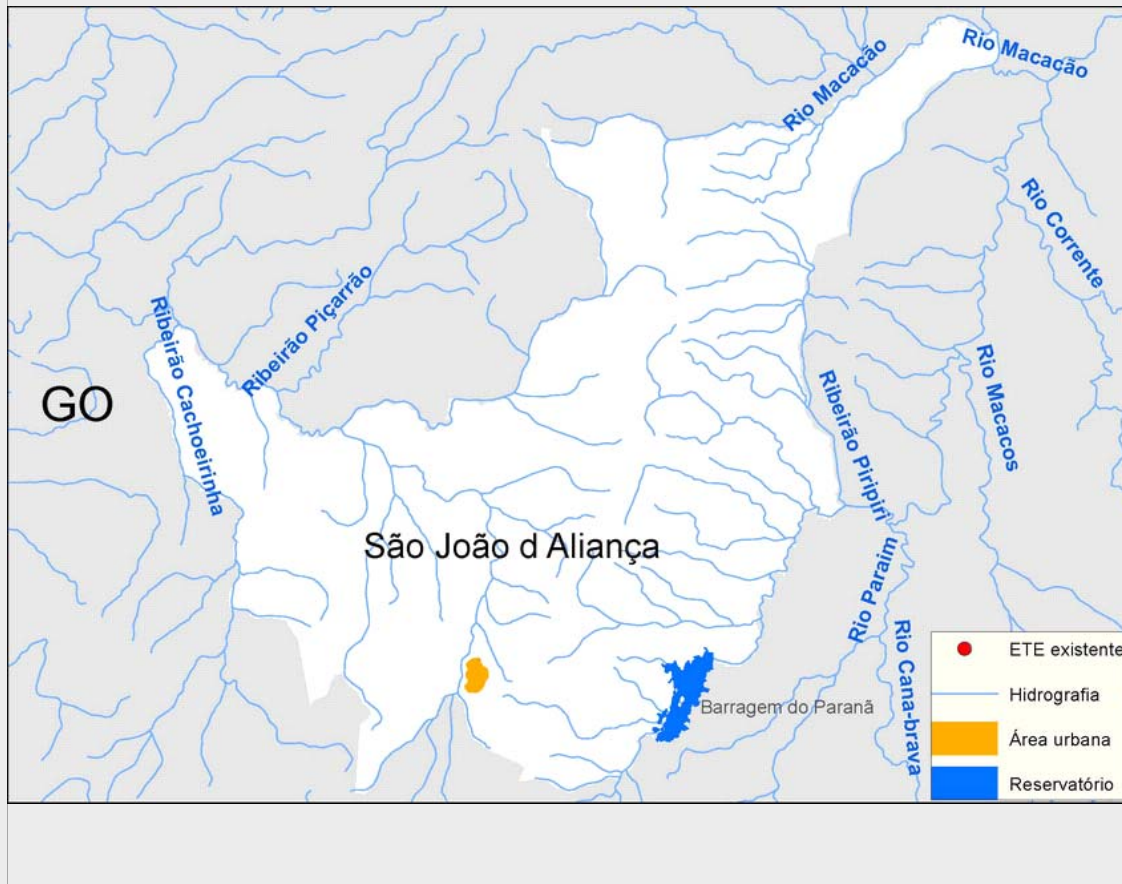 Rio Macacão
Rio Macacão
Rio Corrente
Ribeirão Piçarrão
Ribeirão Cachoeirinha
GO
Rio Macacos
Ribeirão Piripiri
São João d Aliança
Rio Paraim
Rio Cana-brava
Barragem do Paranã
ETE existente
Hidrografia
Área urbana
Reservatório